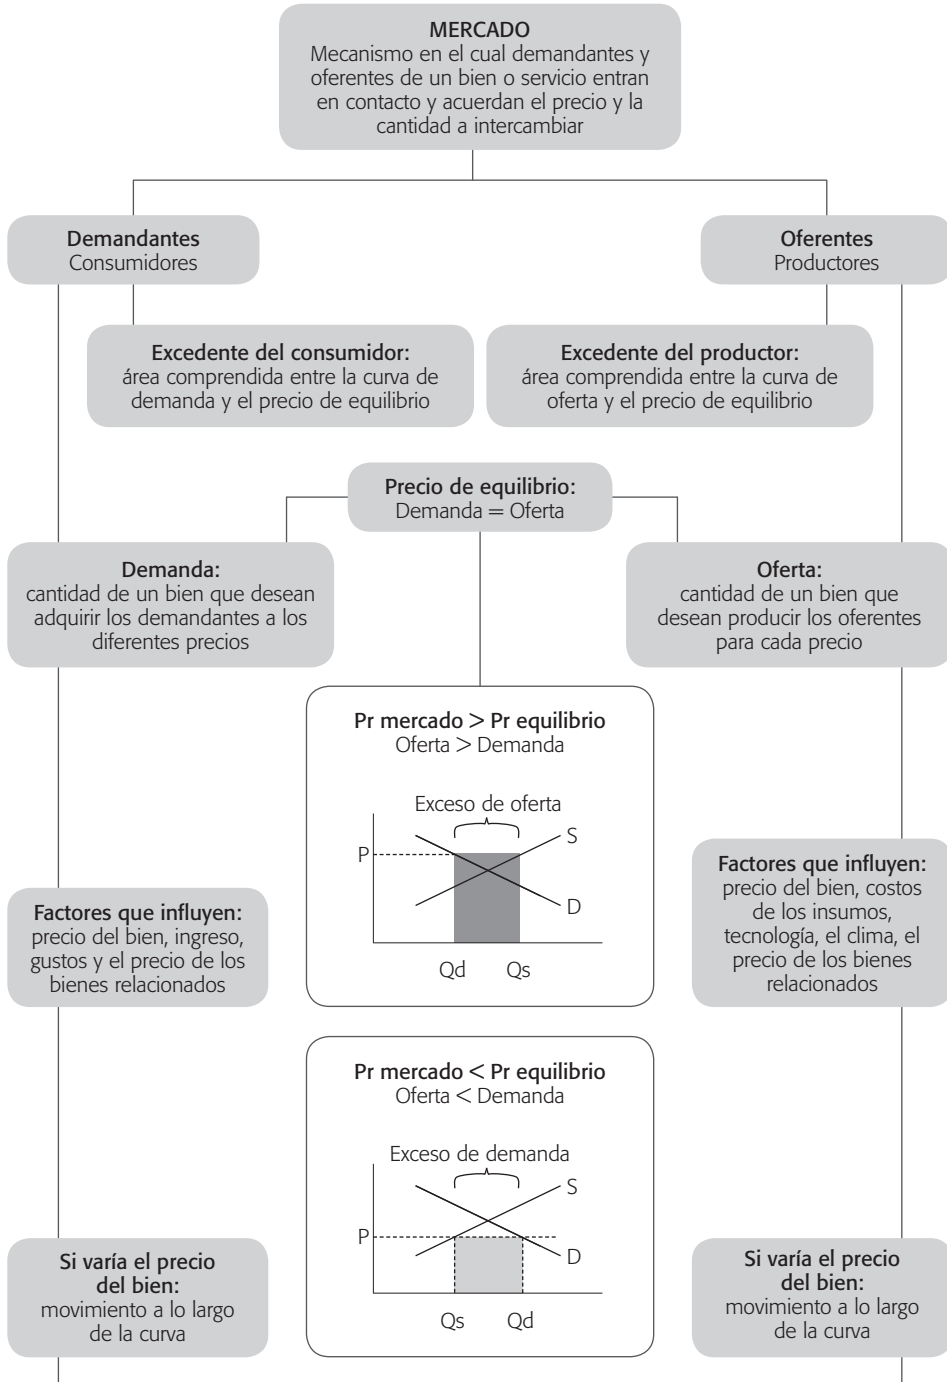 MERCADO
Mecanismo en el cual demandantes y
oferentes de un bien o servicio entran
en contacto y acuerdan el precio y la
cantidad a intercambiar
Demandantes
Consumidores
Oferentes
Productores
Excedente del consumidor:
área comprendida entre la curva de
demanda y el precio de equilibrio
Excedente del productor:
área comprendida entre la curva de
oferta y el precio de equilibrio
Precio de equilibrio:
Demanda = Oferta
Demanda:
cantidad de un bien que desean
adquirir los demandantes a los
diferentes precios
Oferta:
cantidad de un bien que
desean producir los oferentes
para cada precio
Pr mercado > Pr equilibrio
Oferta > Demanda
Exceso de oferta
S
P
D
Qd Qs
Factores que influyen:
precio del bien, ingreso,
gustos y el precio de los
bienes relacionados
Factores que influyen:
precio del bien, costos
de los insumos,
tecnología, el clima, el
precio de los bienes
relacionados
Pr mercado < Pr equilibrio
Oferta < Demanda
Exceso de demanda
S
P
D
Qs Qd
Si varía el precio
del bien:
movimiento a lo largo
de la curva
Si varía el precio
del bien:
movimiento a lo largo
de la curva